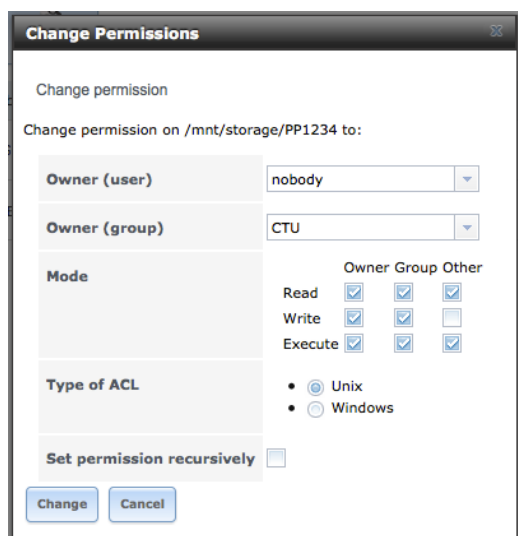 Change Permissions
Change permission
Change permission on /mnt/storage/PP1234 to:
Owner (user) nobody
Owner (group) CTU
Mode Owner Group Other
Read
Write
Execute
Type of ACL Unix
Windows
Set permission recursively
Change Cancel